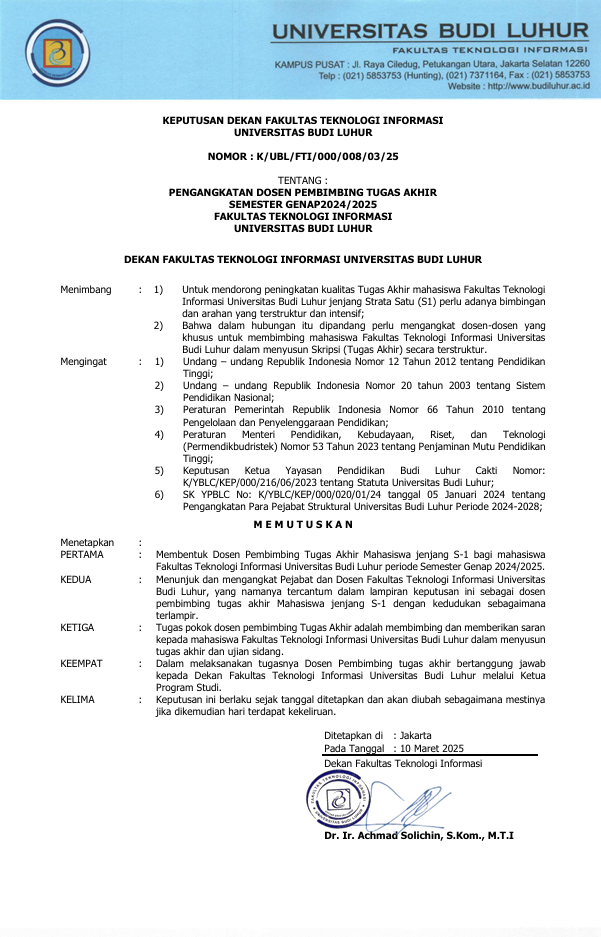 UNIVERSITAS BUDI LUHUR
FAKULTAS TEKNOLOGI INFORMASI
KAMPUS PUSAT : Jl. Raya Ciledug, Petukangan Utara, Jakarta Selatan 12260
Telp : (021) 5853753 (Hunting), (021) 7371164, Fax : (021) 5853753
Website : http://www.budiluhur.ac.id
KEPUTUSAN DEKAN FAKULTAS TEKNOLOGI INFORMASI
UNIVERSITAS BUDI LUHUR
NOMOR : K/UBL/FTI/000/008/03/25
TENTANG :
PENGANGKATAN DOSEN PEMBIMBING TUGAS AKHIR
SEMESTER GENAP2024/2025
FAKULTAS TEKNOLOGI INFORMASI
UNIVERSITAS BUDI LUHUR
DEKAN FAKULTAS TEKNOLOGI INFORMASI UNIVERSITAS BUDI LUHUR
Menimbang : 1) Untuk mendorong peningkatan kualitas Tugas Akhir mahasiswa Fakultas Teknologi
Informasi Universitas Budi Luhur jenjang Strata Satu (S1) perlu adanya bimbingan
dan arahan yang terstruktur dan intensif;
2) Bahwa dalam hubungan itu dipandang perlu mengangkat dosen-dosen yang
khusus untuk membimbing mahasiswa Fakultas Teknologi Informasi Universitas
Budi Luhur dalam menyusun Skripsi (Tugas Akhir) secara terstruktur.
Mengingat : 1) Undang – undang Republik Indonesia Nomor 12 Tahun 2012 tentang Pendidikan
Tinggi;
2) Undang – undang Republik Indonesia Nomor 20 tahun 2003 tentang Sistem
Pendidikan Nasional;
3) Peraturan Pemerintah Republik Indonesia Nomor 66 Tahun 2010 tentang
Pengelolaan dan Penyelenggaraan Pendidikan;
4) Peraturan Menteri Pendidikan, Kebudayaan, Riset, dan Teknologi
(Permendikbudristek) Nomor 53 Tahun 2023 tentang Penjaminan Mutu Pendidikan
Tinggi;
5) Keputusan Ketua Yayasan Pendidikan Budi Luhur Cakti Nomor:
K/YBLC/KEP/000/216/06/2023 tentang Statuta Universitas Budi Luhur;
6) SK YPBLC No: K/YBLC/KEP/000/020/01/24 tanggal 05 Januari 2024 tentang
Pengangkatan Para Pejabat Struktural Universitas Budi Luhur Periode 2024-2028;
M E M U T U S K A N
Menetapkan :
PERTAMA : Membentuk Dosen Pembimbing Tugas Akhir Mahasiswa jenjang S-1 bagi mahasiswa
Fakultas Teknologi Informasi Universitas Budi Luhur periode Semester Genap 2024/2025.
KEDUA : Menunjuk dan mengangkat Pejabat dan Dosen Fakultas Teknologi Informasi Universitas
Budi Luhur, yang namanya tercantum dalam lampiran keputusan ini sebagai dosen
pembimbing tugas akhir Mahasiswa jenjang S-1 dengan kedudukan sebagaimana
terlampir.
KETIGA : Tugas pokok dosen pembimbing Tugas Akhir adalah membimbing dan memberikan saran
kepada mahasiswa Fakultas Teknologi Informasi Universitas Budi Luhur dalam menyusun
tugas akhir dan ujian sidang.
KEEMPAT : Dalam melaksanakan tugasnya Dosen Pembimbing tugas akhir bertanggung jawab
kepada Dekan Fakultas Teknologi Informasi Universitas Budi Luhur melalui Ketua
Program Studi.
KELIMA : Keputusan ini berlaku sejak tanggal ditetapkan dan akan diubah sebagaimana mestinya
jika dikemudian hari terdapat kekeliruan.
Ditetapkan di : Jakarta
Pada Tanggal : 10 Maret 2025
Dekan Fakultas Teknologi Informasi
FAKULTAS TEKNOLOGI INFORMASI
UNIVERSITAS BUDI LUHUR
Dr. Ir. Achmad Solichin, S.Kom., M.T.I